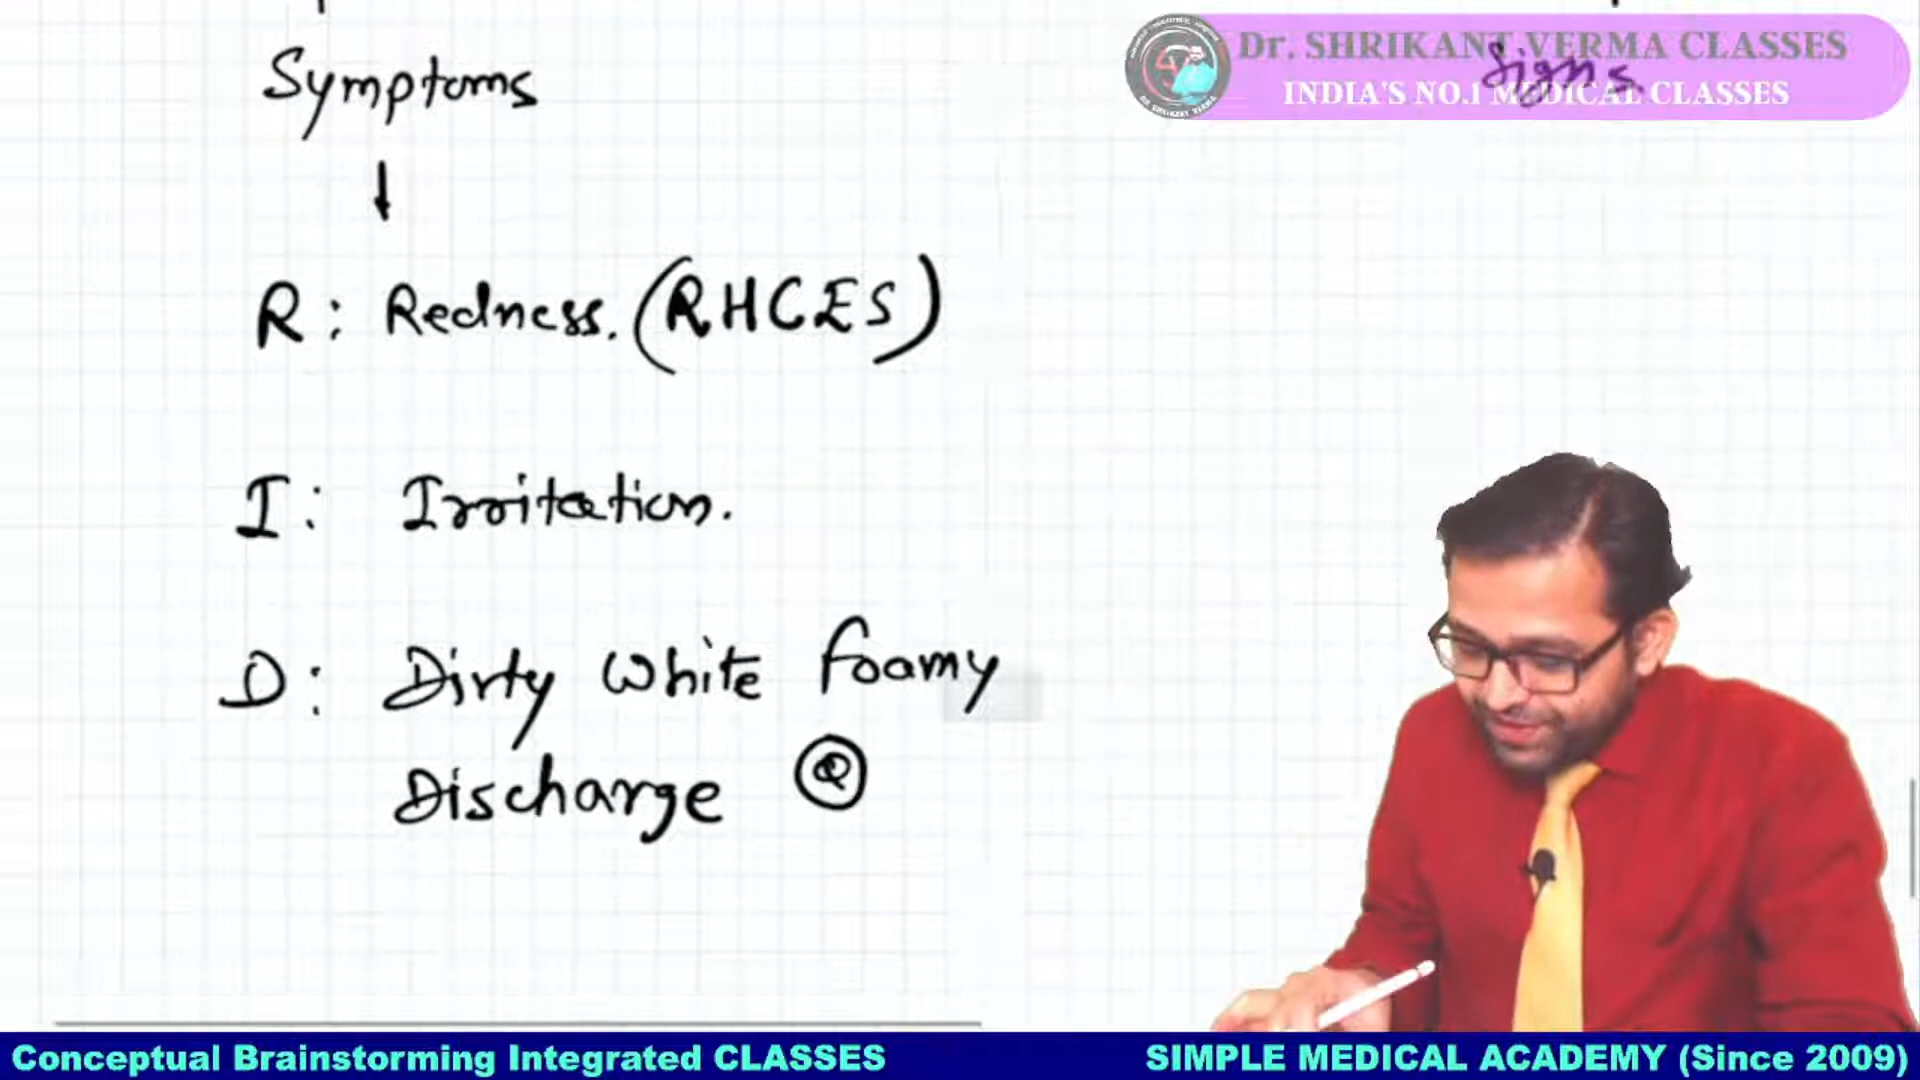 Dr. SHRIKANT VERMA CLASSES
INDIA'S NO.1 MEDICAL CLASSES
Signs
Symptoms
R: Redness. (RHCES)
I: Irritation.
D: Dirty White foamy
Discharge Q
Conceptual Brainstorming Integrated CLASSES
SIMPLE MEDICAL ACADEMY (Since 2009)